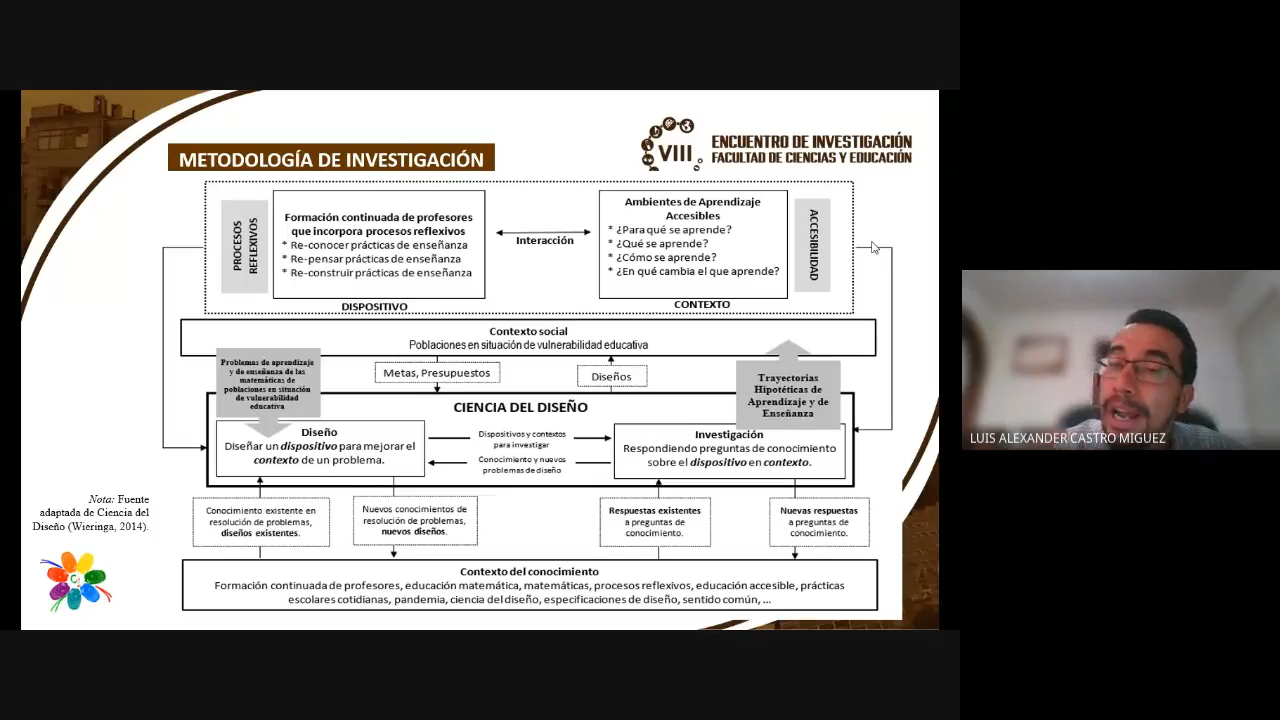 VIII
ENCUENTRO DE INVESTIGACIÓN
FACULTAD DE CIENCIAS Y EDUCACIÓN
METODOLOGÍA DE INVESTIGACIÓN
PROCESOS
REFLEXIVOS
Formación continuada de profesores
que incorpora procesos reflexivos
* Re-conocer prácticas de enseñanza
* Re-pensar prácticas de enseñanza
* Re-construir prácticas de enseñanza
DISPOSITIVO
Interacción
Ambientes de Aprendizaje
Accesibles
* ¿Para qué se aprende?
* ¿Qué se aprende?
* ¿Cómo se aprende?
* ¿En qué cambia el que aprende?
CONTEXTO
ACCESIBILIDAD
Contexto social
Poblaciones en situación de vulnerabilidad educativa
Problemas de aprendizaje
y de enseñanza de las
matemáticas de
poblaciones en situación
de vulnerabilidad
educativa
Metas, Presupuestos
Diseños
Trayectorias
Hipotéticas de
Aprendizaje y de
Enseñanza
CIENCIA DEL DISEÑO
Diseño
Diseñar un dispositivo para mejorar el
contexto de un problema.
Dispositivos y contextos
para investigar
Conocimiento y nuevos
problemas de diseño
Investigación
Respondiendo preguntas de conocimiento
sobre el dispositivo en contexto.
Nota: Fuente
adaptada de Ciencia del
Diseño (Wieringa, 2014).
Conocimiento existente en
resolución de problemas,
diseños existentes.
Nuevos conocimientos de
resolución de problemas,
nuevos diseños.
Respuestas existentes
a preguntas de
conocimiento.
Nuevas respuestas
a preguntas de
conocimiento.
Contexto del conocimiento
Formación continuada de profesores, educación matemática, matemáticas, procesos reflexivos, educación accesible, prácticas
escolares cotidianas, pandemia, ciencia del diseño, especificaciones de diseño, sentido común, ...
LUIS ALEXANDER CASTRO MIGUEZ